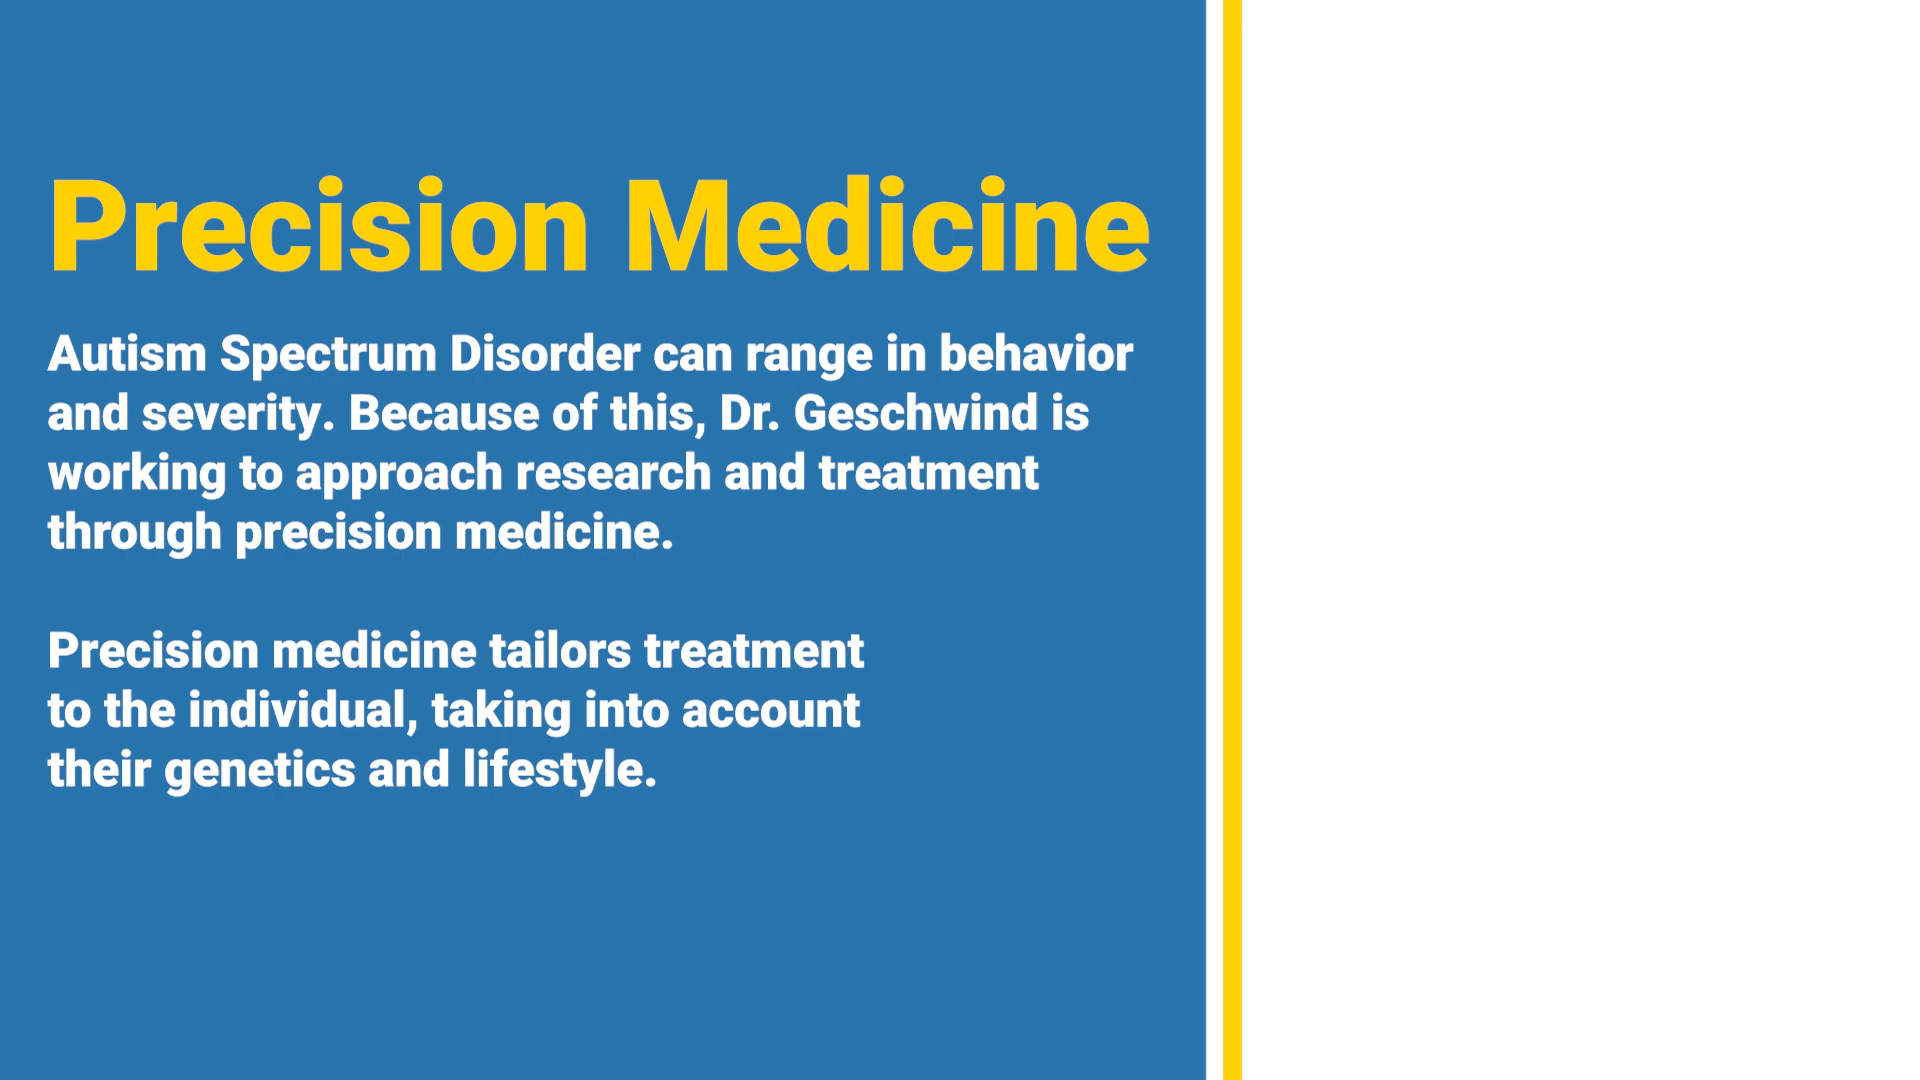 Precision Medicine
Autism Spectrum Disorder can range in behavior
and severity. Because of this, Dr. Geschwind is
working to approach research and treatment
through precision medicine.
Precision medicine tailors treatment
to the individual, taking into account
their genetics and lifestyle.